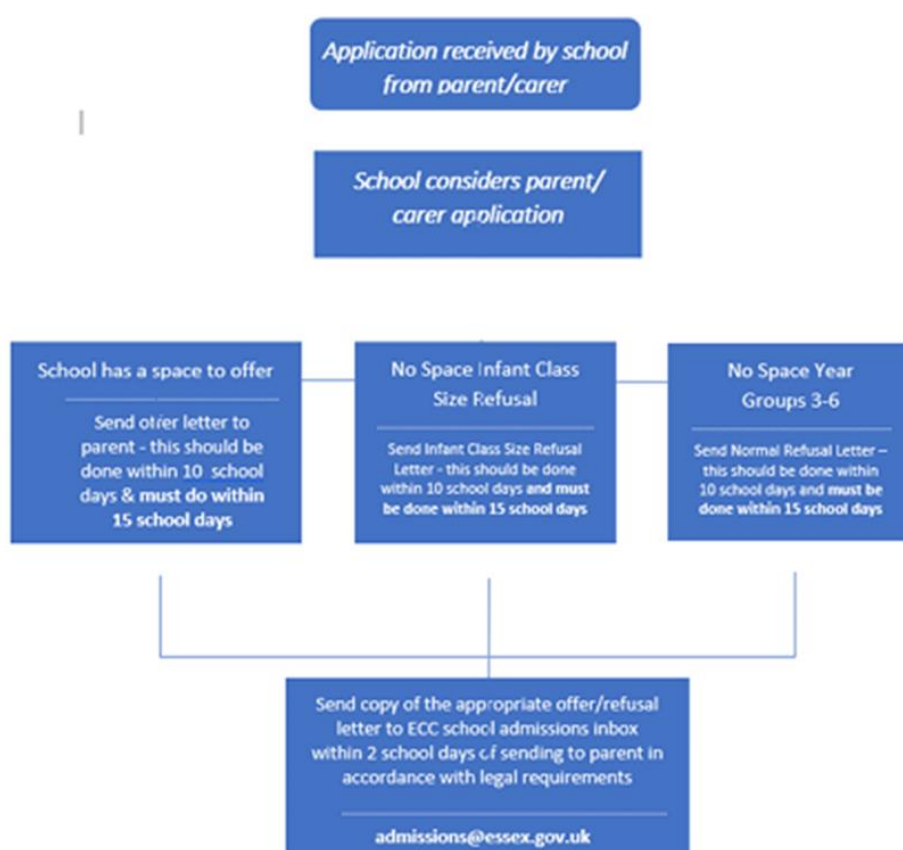 Application received by school
from parent/carer
School considers parent/
carer application
School has a space to offer
Send offer letter to
parent - this should be
done within 10 school
days & must do within
15 school days
No Space Infant Class
Size Refusal
Send Infant Class Size Refusal
Letter - this should be done
within 10 school days and must
be done within 15 school days
No Space Year
Groups 3-6
Send Normal Refusal Letter –
this should be done within
10 school days and must be
done within 15 school days
Send copy of the appropriate offer/refusal
letter to ECC school admissions inbox
within 2 school days of sending to parent in
accordance with legal requirements
admissions@essex.gov.uk